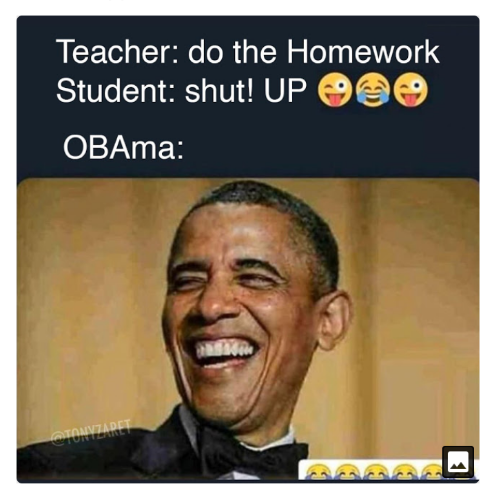 Teacher: do the Homework
Student: shut! UP 😜😂😜
OBAma:
@TONYZARET